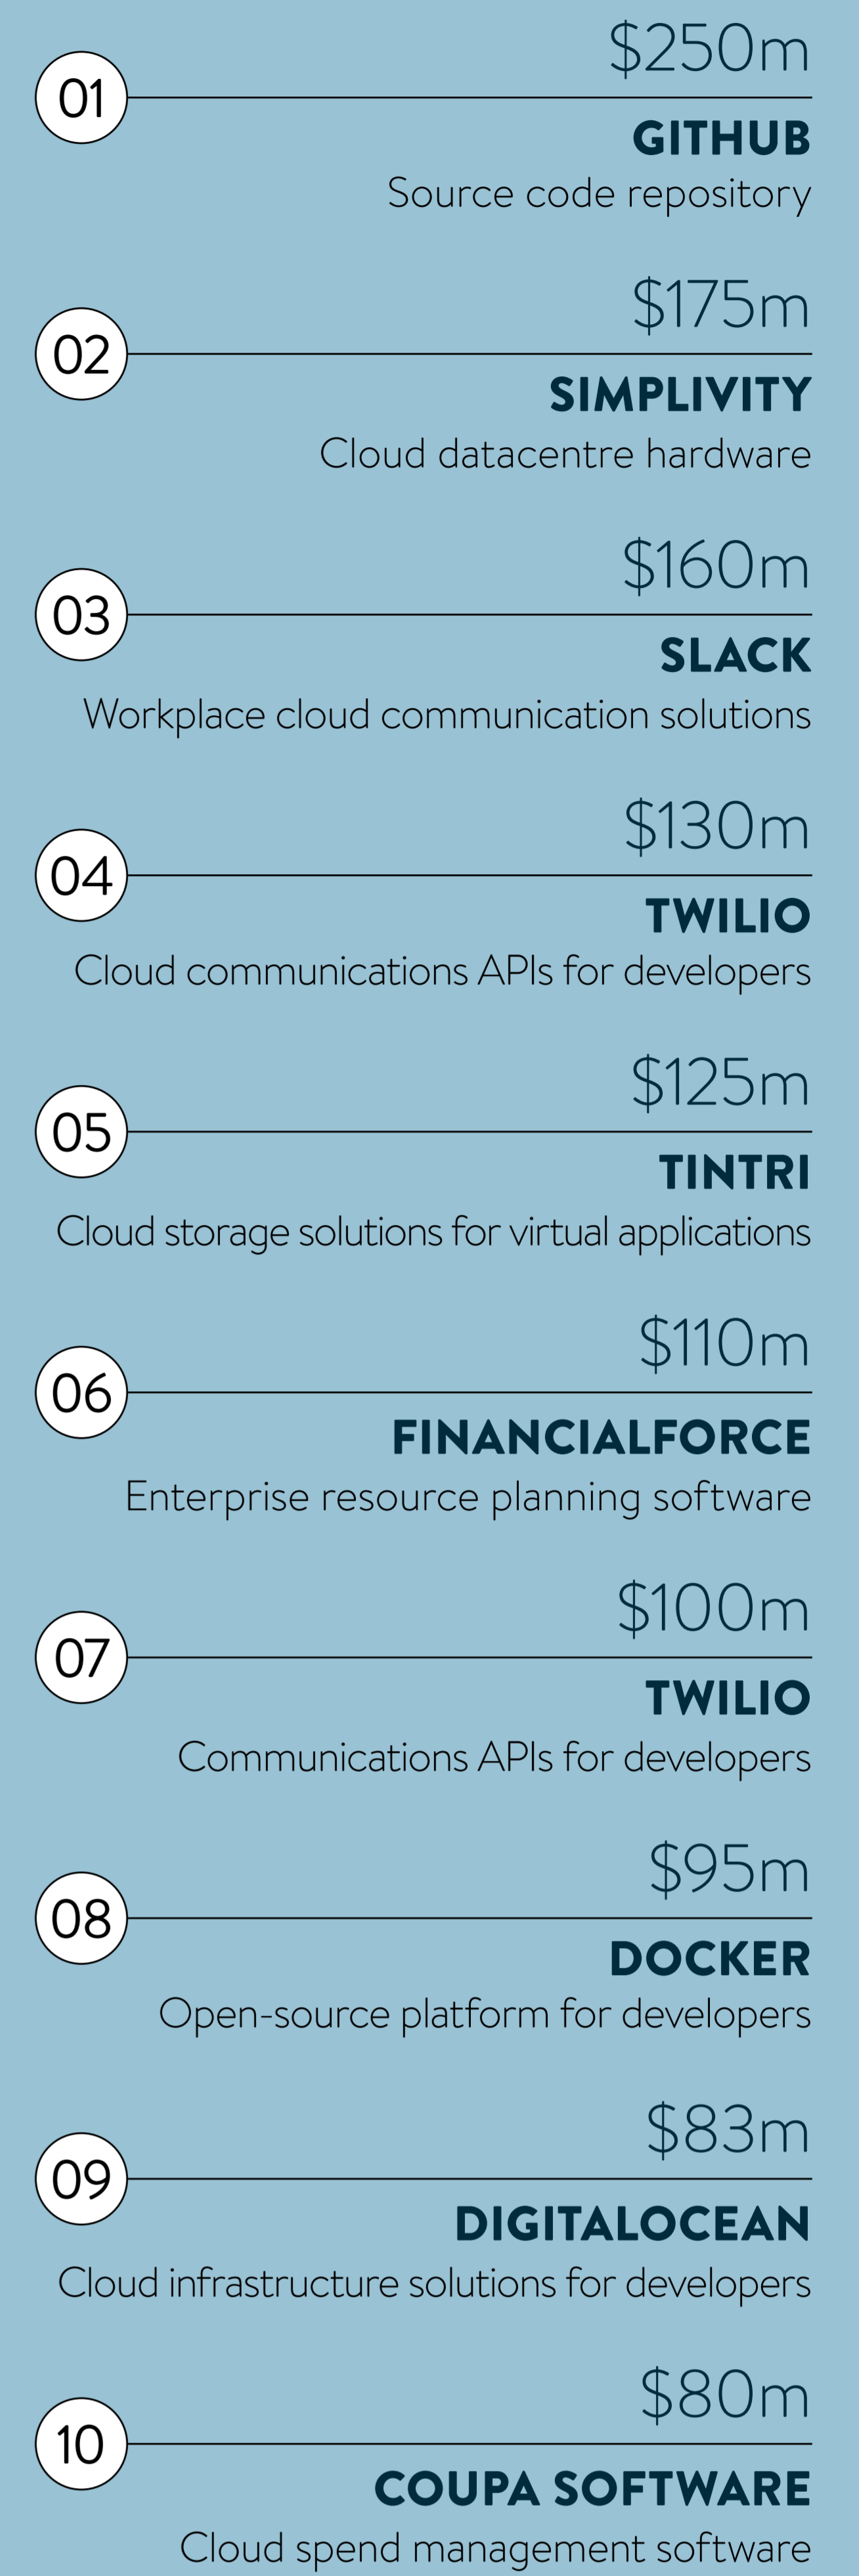 $250m
01
GITHUB
Source code repository
$175m
02
SIMPLIVITY
Cloud datacentre hardware
$160m
03
SLACK
Workplace cloud communication solutions
$130m
04
TWILIO
Cloud communications APIs for developers
$125m
05
TINTRI
Cloud storage solutions for virtual applications
$110m
06
FINANCIALFORCE
Enterprise resource planning software
$100m
07
TWILIO
Communications APIs for developers
$95m
08
DOCKER
Open-source platform for developers
$83m
09
DIGITALOCEAN
Cloud infrastructure solutions for developers
$80m
10
COUPA SOFTWARE
Cloud spend management software